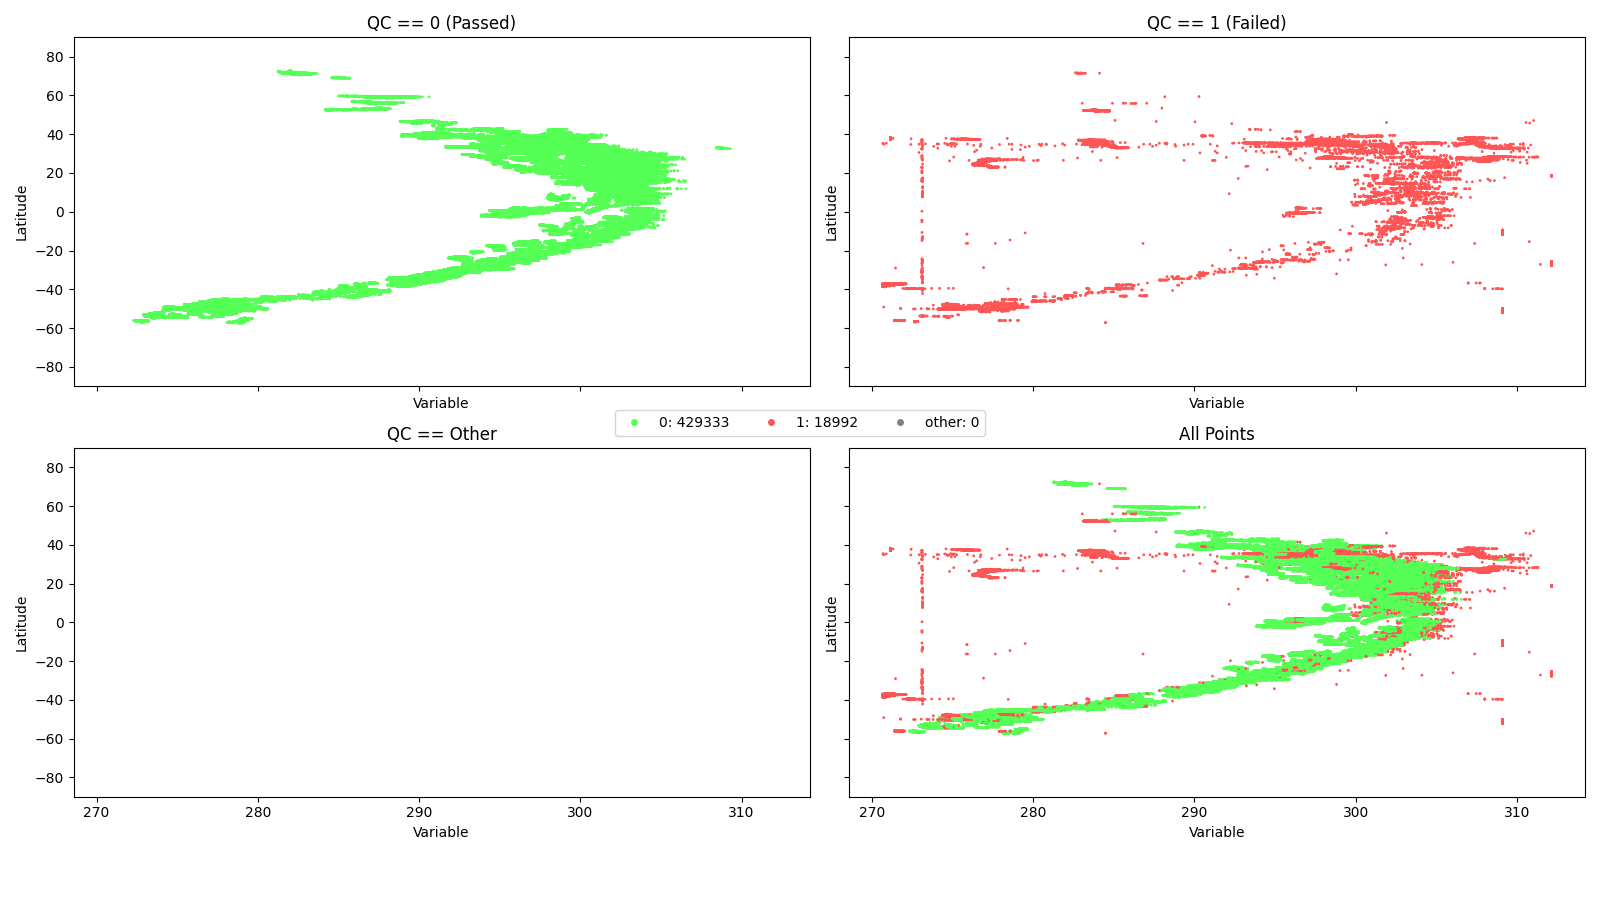 QC == 0 (Passed)
QC == 1 (Failed)
80
60
40
20
0
−20
−40
−60
−80
Latitude
Latitude
Variable
Variable
0: 429333 1: 18992 other: 0
QC == Other
All Points
80
60
40
20
0
−20
−40
−60
−80
Latitude
Latitude
270 280 290 300 310
270 280 290 300 310
Variable
Variable